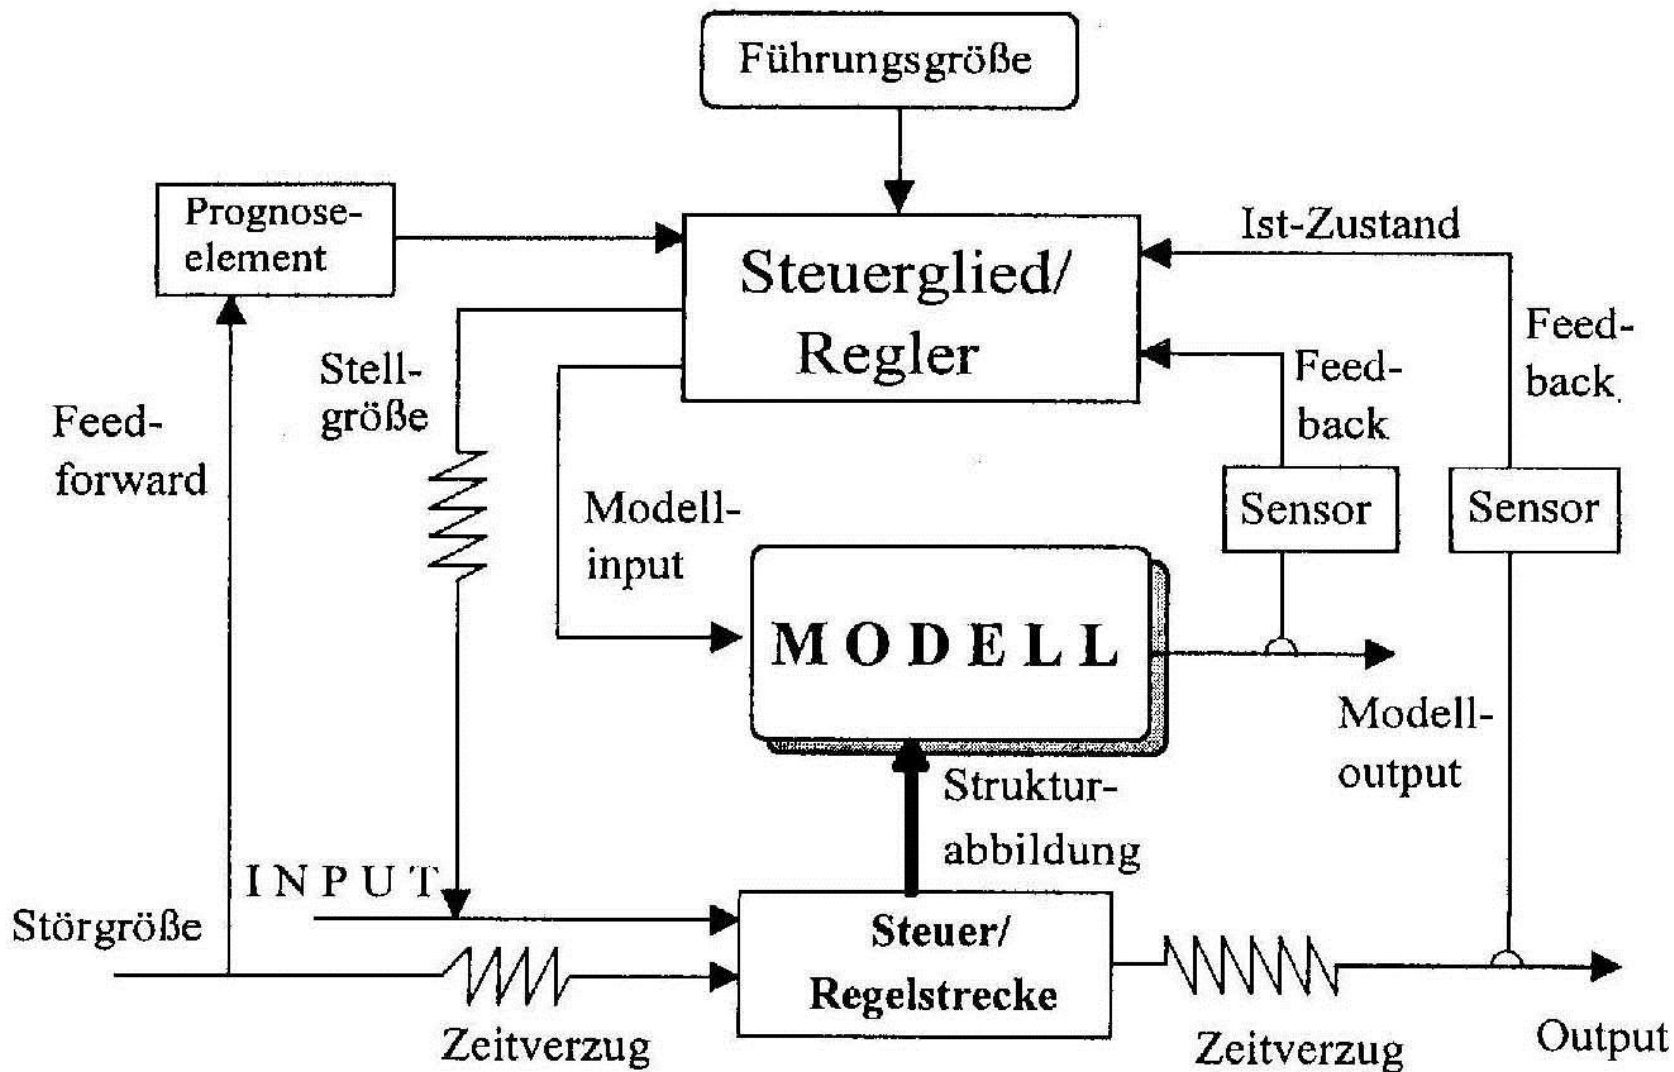 Führungsgröße
Prognose-
element
Ist-Zustand
Steuerglied/
Regler
Feed-
back
Feed-
back
Stell-
größe
Feed-
forward
Sensor
Sensor
Modell-
input
MODELL
Modell-
output
Struktur-
abbildung
INPUT
Störgröße
Steuer/
Regelstrecke
Zeitverzug
Zeitverzug
Output